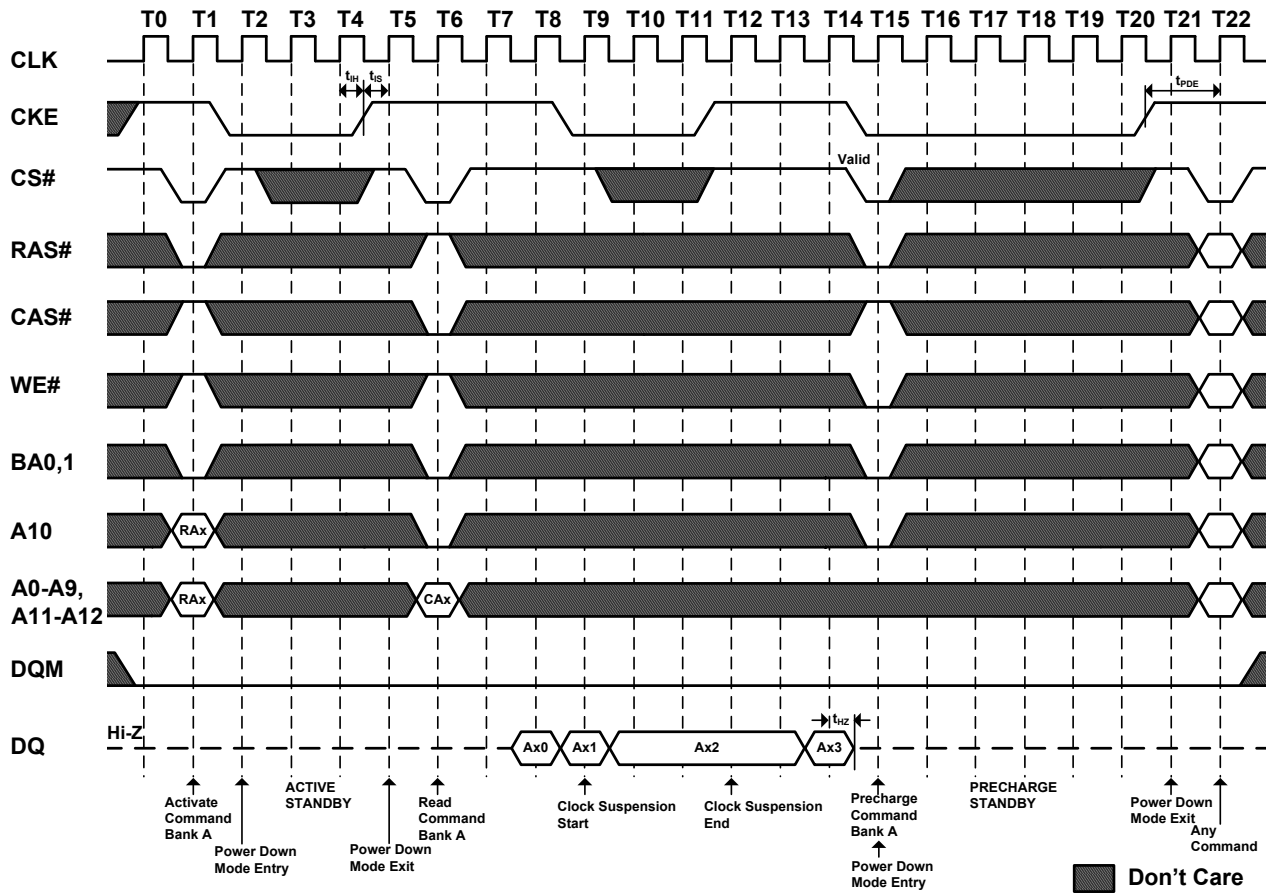 T0 T1 T2 T3 T4 T5 T6 T7 T8 T9 T10 T11 T12 T13 T14 T15 T16 T17 T18 T19 T20 T21 T22
CLK
tIH tIS tPDE
CKE
Valid
CS#
RAS#
CAS#
WE#
BA0,1
A10
RAx
A0-A9,
A11-A12
RAx CAx
DQM
Hi-Z
DQ
Ax0 Ax1 Ax2 Ax3
tHZ
Activate
Command
Bank A
Power Down
Mode Entry
ACTIVE
STANDBY
Power Down
Mode Exit
Read
Command
Bank A
Clock Suspension
Start
Clock Suspension
End
Precharge
Command
Bank A
Power Down
Mode Entry
PRECHARGE
STANDBY
Power Down
Mode Exit
Any
Command
Don't Care